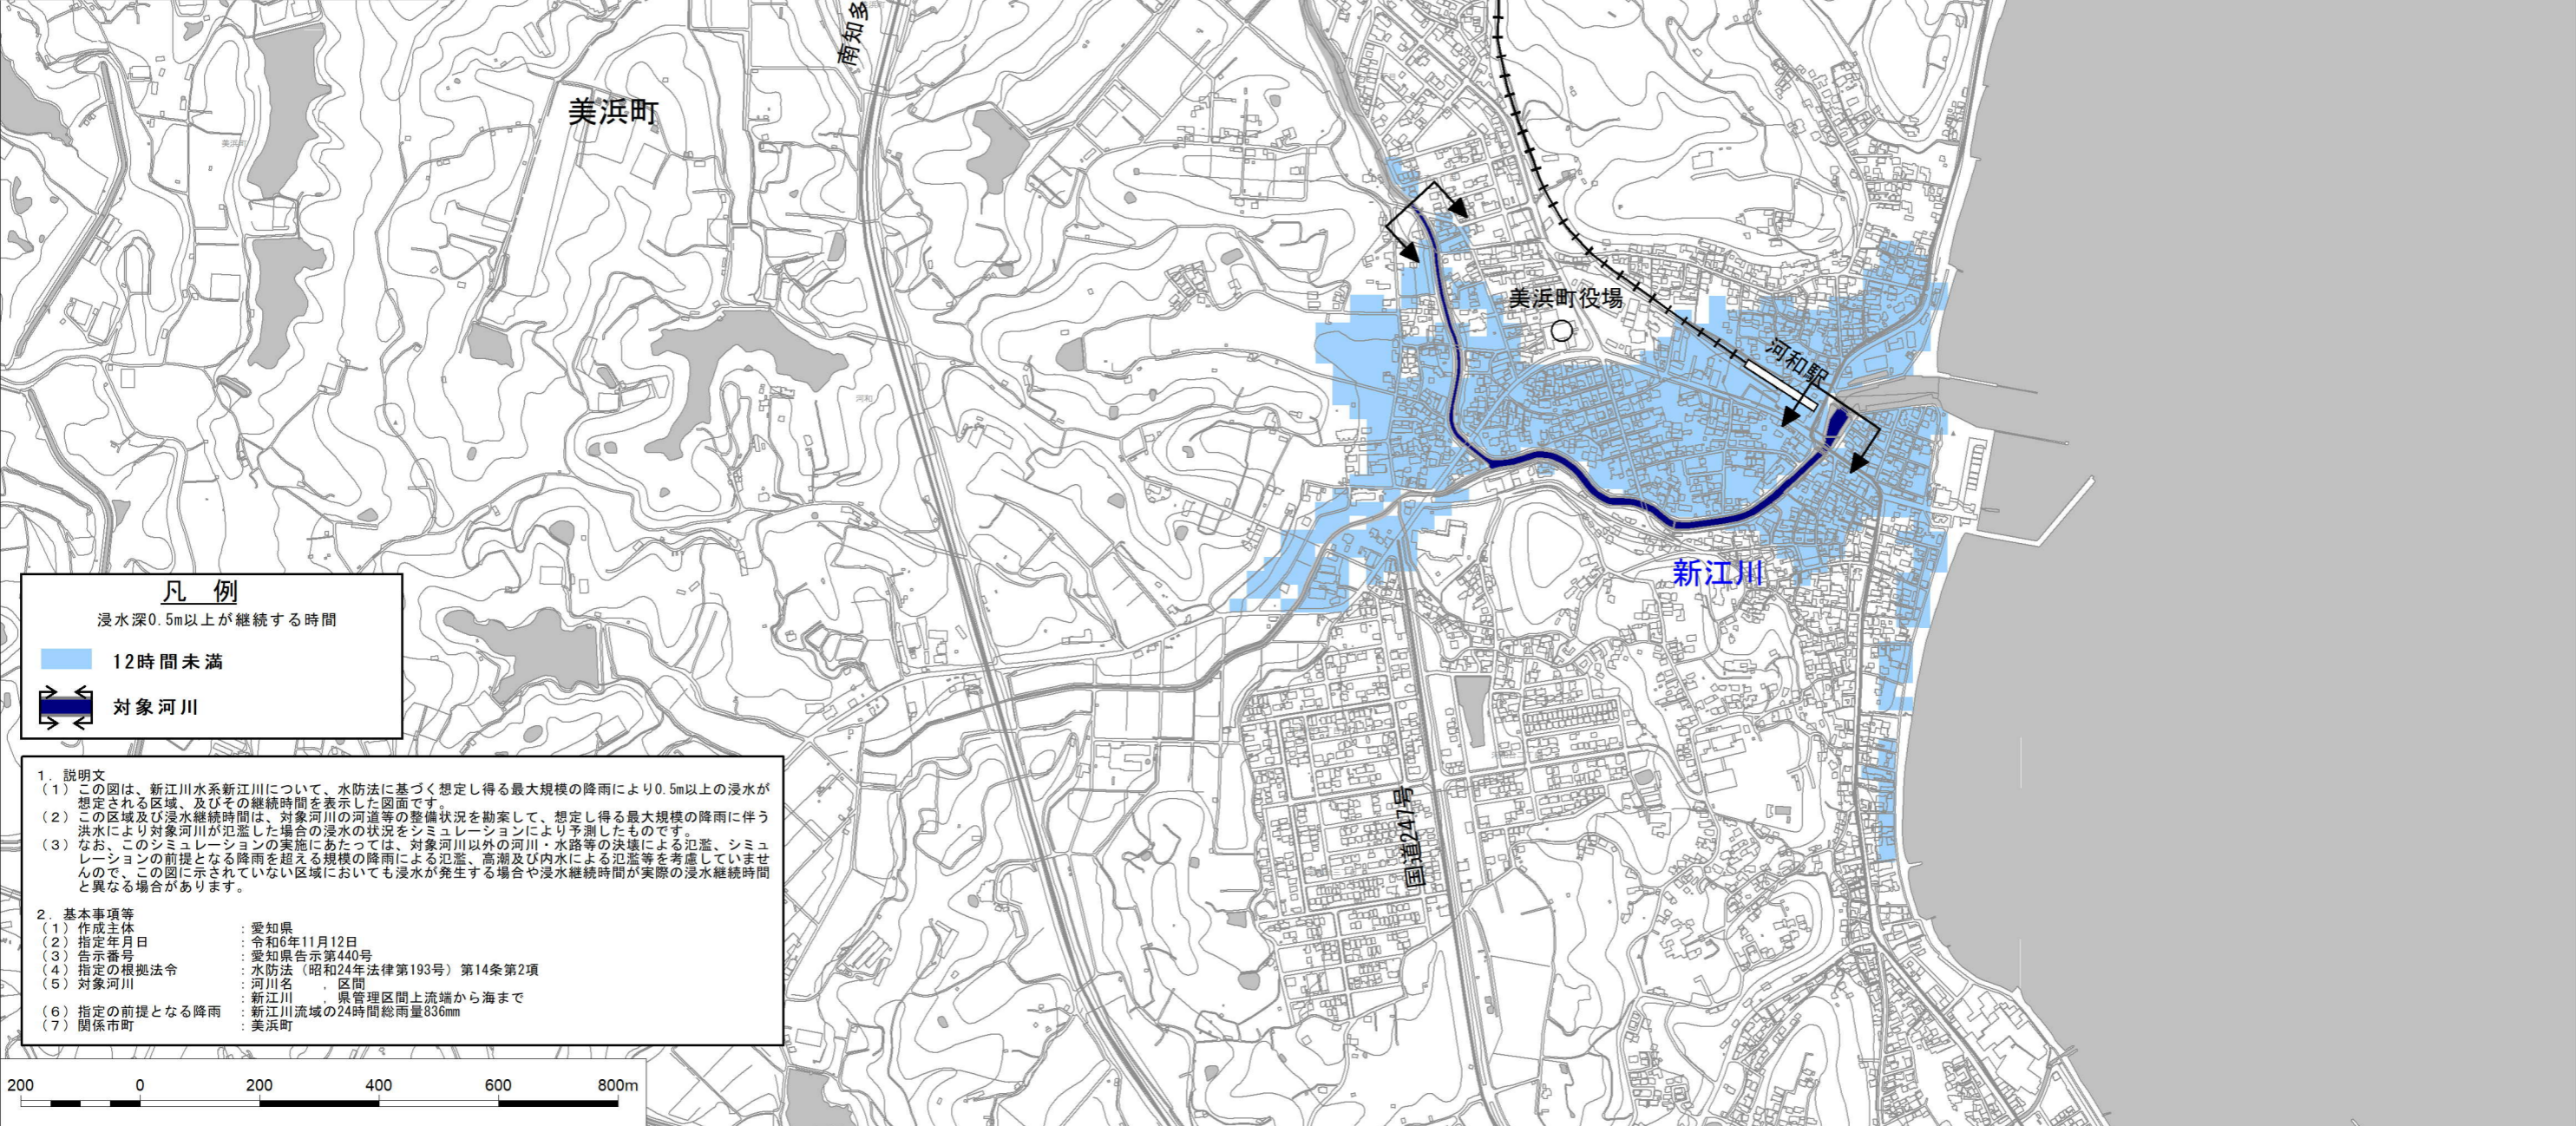 南知多
美浜町
美浜町
美浜町
河和
美浜町役場
河和駅
新江川
国道247号
凡 例
浸水深0.5m以上が継続する時間
12時間未満
対象河川
1. 説明文
(1) この図は、新江川水系新江川について、水防法に基づく想定し得る最大規模の降雨により0.5m以上の浸水が
想定される区域、及びその継続時間を表示した図面です。
(2) この区域及び浸水継続時間は、対象河川の河道等の整備状況を勘案して、想定し得る最大規模の降雨に伴う
洪水により対象河川が氾濫した場合の浸水の状況をシミュレーションにより予測したものです。
(3) なお、このシミュレーションの実施にあたっては、対象河川以外の河川・水路等の決壊による氾濫、シミュ
レーションの前提となる降雨を超える規模の降雨による氾濫、高潮及び内水による氾濫等を考慮していませ
んので、この図に示されていない区域においても浸水が発生する場合や浸水継続時間が実際の浸水継続時間
と異なる場合があります。
2. 基本事項等
(1) 作成主体 : 愛知県
(2) 指定年月日 : 令和6年11月12日
(3) 告示番号 : 愛知県告示第440号
(4) 指定の根拠法令 : 水防法(昭和24年法律第193号)第14条第2項
(5) 対象河川 : 河川名 , 区間
: 新江川 , 県管理区間上流端から海まで
(6) 指定の前提となる降雨 : 新江川流域の24時間総雨量836mm
(7) 関係市町 : 美浜町
200 0 200 400 600 800m